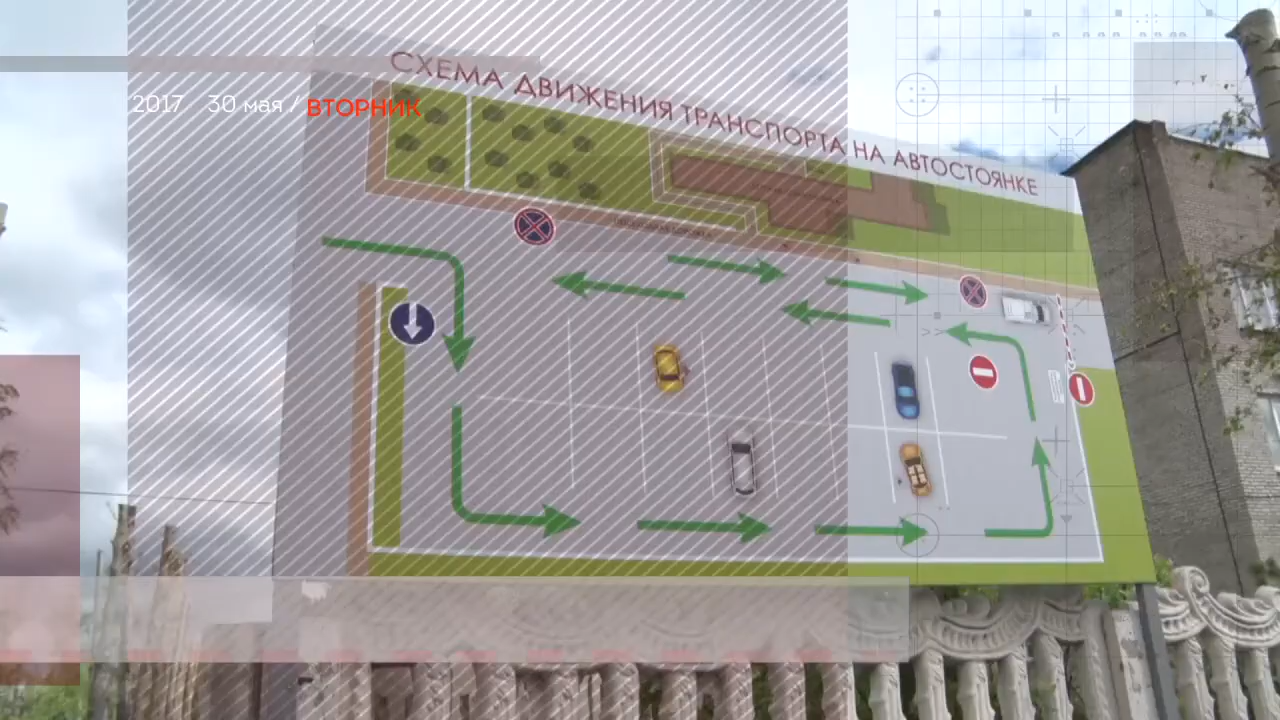 СХЕМА ДВИЖЕНИЯ ТРАНСПОРТА НА АВТОСТОЯНКЕ
2017 30 мая / ВТОРНИК